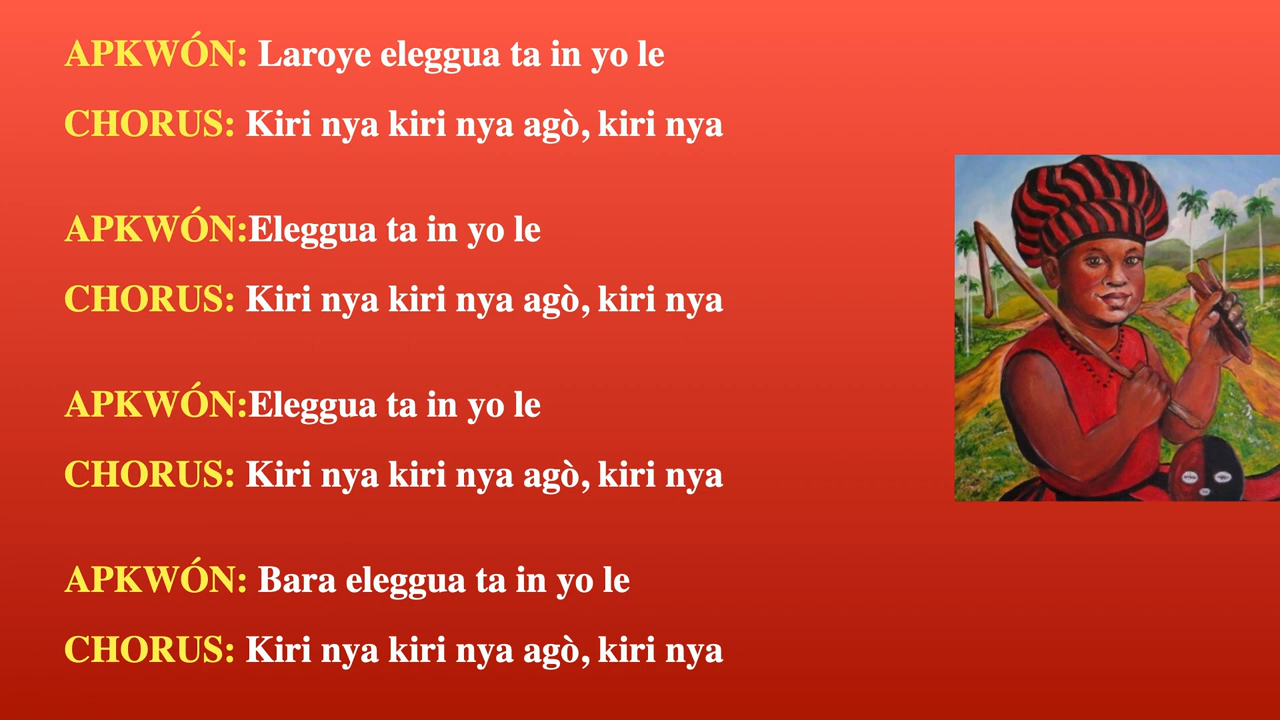 APKWÓN: Laroye eleggua ta in yo le
CHORUS: Kiri nya kiri nya agò, kiri nya
APKWÓN:Eleggua ta in yo le
CHORUS: Kiri nya kiri nya agò, kiri nya
APKWÓN:Eleggua ta in yo le
CHORUS: Kiri nya kiri nya agò, kiri nya
APKWÓN: Bara eleggua ta in yo le
CHORUS: Kiri nya kiri nya agò, kiri nya